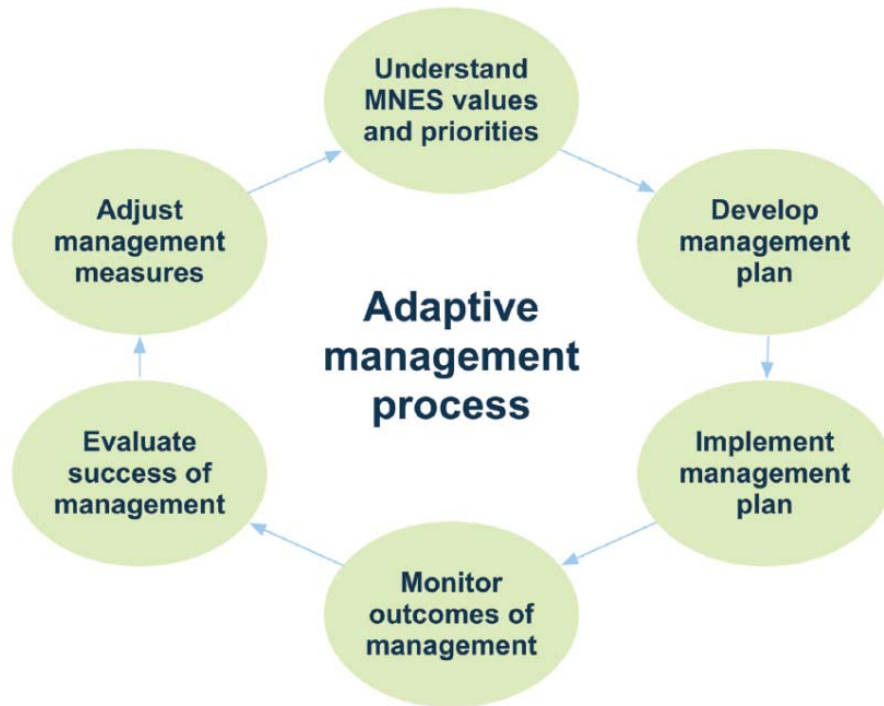 Understand
MNES values
and priorities
Develop
management
plan
Implement
management
plan
Monitor
outcomes of
management
Evaluate
success of
management
Adjust
management
measures
Adaptive
management
process